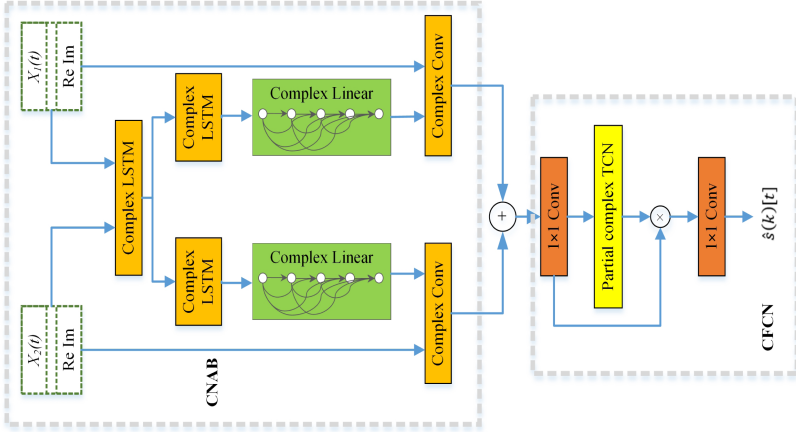 X₂(t)
Re Im
X₁(t)
Re Im
Complex LSTM
Complex
LSTM
Complex
LSTM
Complex Linear
Complex Linear
Complex Conv
Complex Conv
CNAB
+
1×1 Conv
Partial complex TCN
×
1×1 Conv
ŝ(k)[t]
CFCN